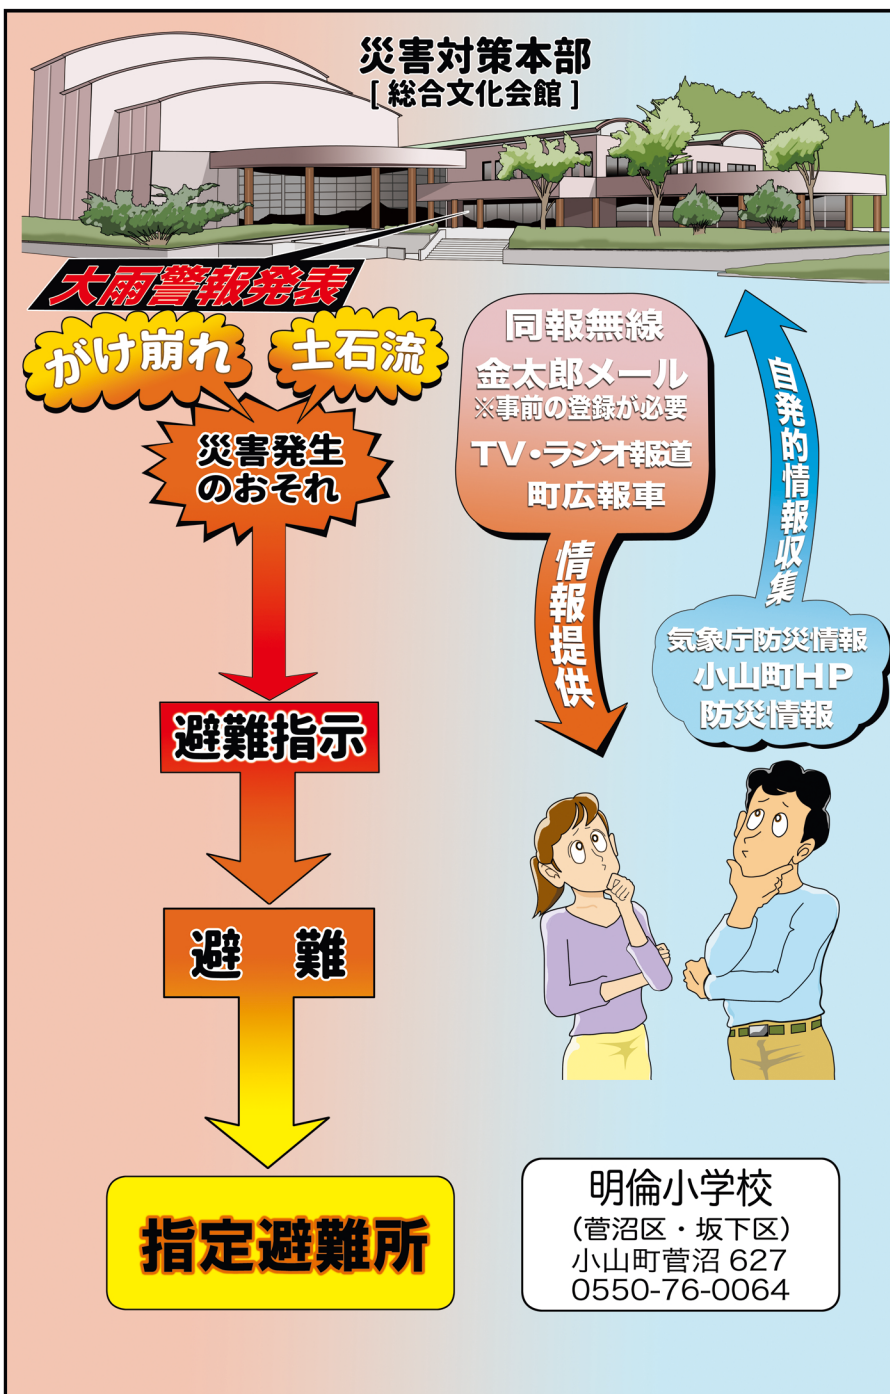 災害対策本部
[ 総合文化会館 ]
大雨警報発表
がけ崩れ
土石流
災害発生
のおそれ
避難指示
避 難
指定避難所
同報無線
金太郎メール
※事前の登録が必要
TV・ラジオ報道
町広報車
情報提供
自発的情報収集
気象庁防災情報
小山町HP
防災情報
明倫小学校
（菅沼区・坂下区）
小山町菅沼 627
0550-76-0064